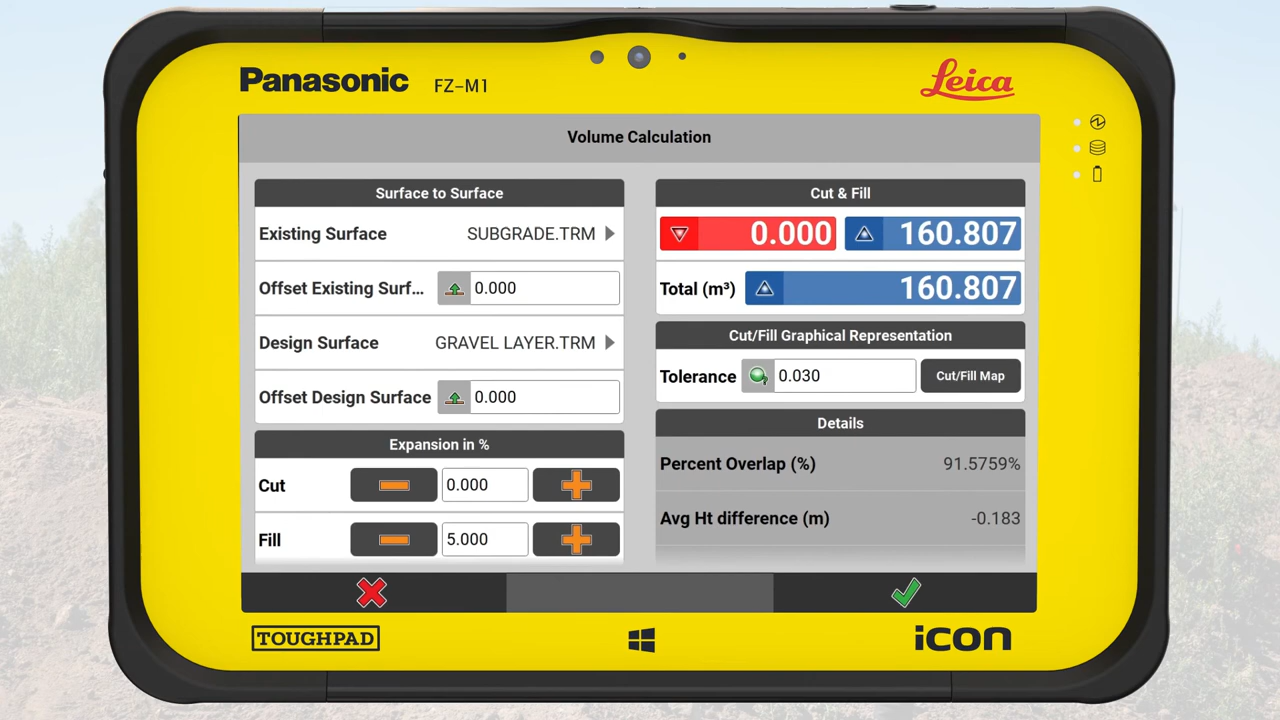 Panasonic FZ-M1
Leica
Volume Calculation
Surface to Surface
Existing Surface SUBGRADE.TRM
Offset Existing Surf... 0.000
Design Surface GRAVEL LAYER.TRM
Offset Design Surface 0.000
Expansion in %
Cut 0.000
Fill 5.000
Cut & Fill
0.000 160.807
Total (m³) 160.807
Cut/Fill Graphical Representation
Tolerance 0.030 Cut/Fill Map
Details
Percent Overlap (%) 91.5759%
Avg Ht difference (m) -0.183
TOUGHPAD
iCON